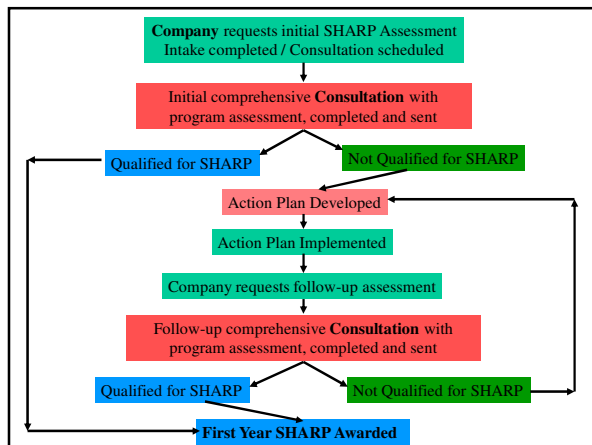 Company requests initial SHARP Assessment
Intake completed / Consultation scheduled
Initial comprehensive Consultation with
program assessment, completed and sent
Qualified for SHARP
Not Qualified for SHARP
Action Plan Developed
Action Plan Implemented
Company requests follow-up assessment
Follow-up comprehensive Consultation with
program assessment, completed and sent
Qualified for SHARP
Not Qualified for SHARP
First Year SHARP Awarded